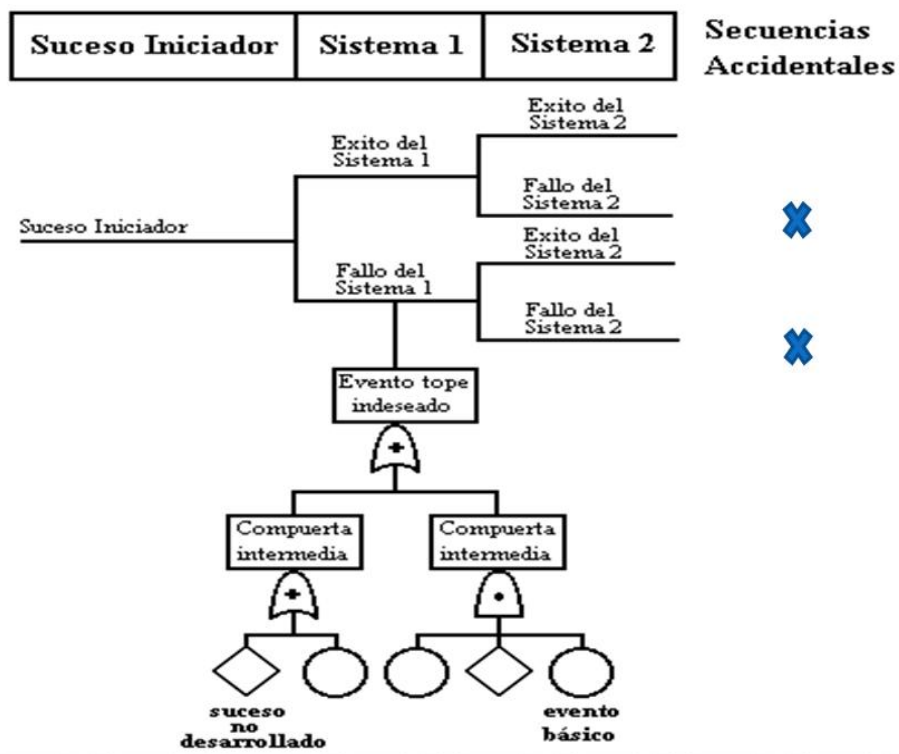 Suceso Iniciador
Sistema 1
Sistema 2
Secuencias
Accidentales
Exito del
Sistema 2
Exito del
Sistema 1
Fallo del
Sistema 2
Suceso Iniciador
Exito del
Sistema 2
Fallo del
Sistema 1
Fallo del
Sistema 2
Evento tope
indeseado
+
Compuerta
intermedia
Compuerta
intermedia
+
suceso
no
desarrollado
evento
básico